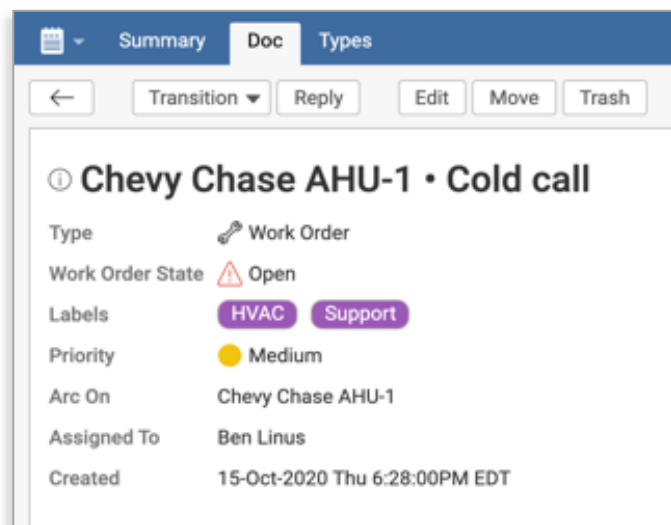 Summary Doc Types
Transition Reply Edit Move Trash
Chevy Chase AHU-1 • Cold call
Type Work Order
Work Order State Open
Labels HVAC Support
Priority Medium
Arc On Chevy Chase AHU-1
Assigned To Ben Linus
Created 15-Oct-2020 Thu 6:28:00PM EDT